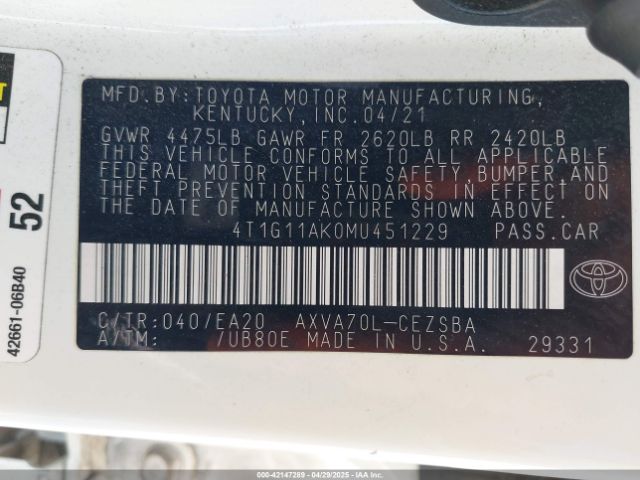 MFD.BY:TOYOTA MOTOR MANUFACTURING,
KENTUCKY, INC.04/21
GVWR 4475LB GAWR FR 2620LB RR 2420LB
THIS VEHICLE CONFORMS TO ALL APPLICABLE
FEDERAL MOTOR VEHICLE SAFETY, BUMPER,AND
THEFT PREVENTION STANDARDS IN EFFECT ON
THE DATE OF MANUFACTURE SHOWN ABOVE.
4T1G11AK0MU451229 PASS.CAR
C/TR:040/EA20 AXVA70L-CEZSBA
A/TM: /UB80E MADE IN U.S.A. 29331
52
42661-06B40
000-42147289 - 04/29/2025 - IAAI.COM